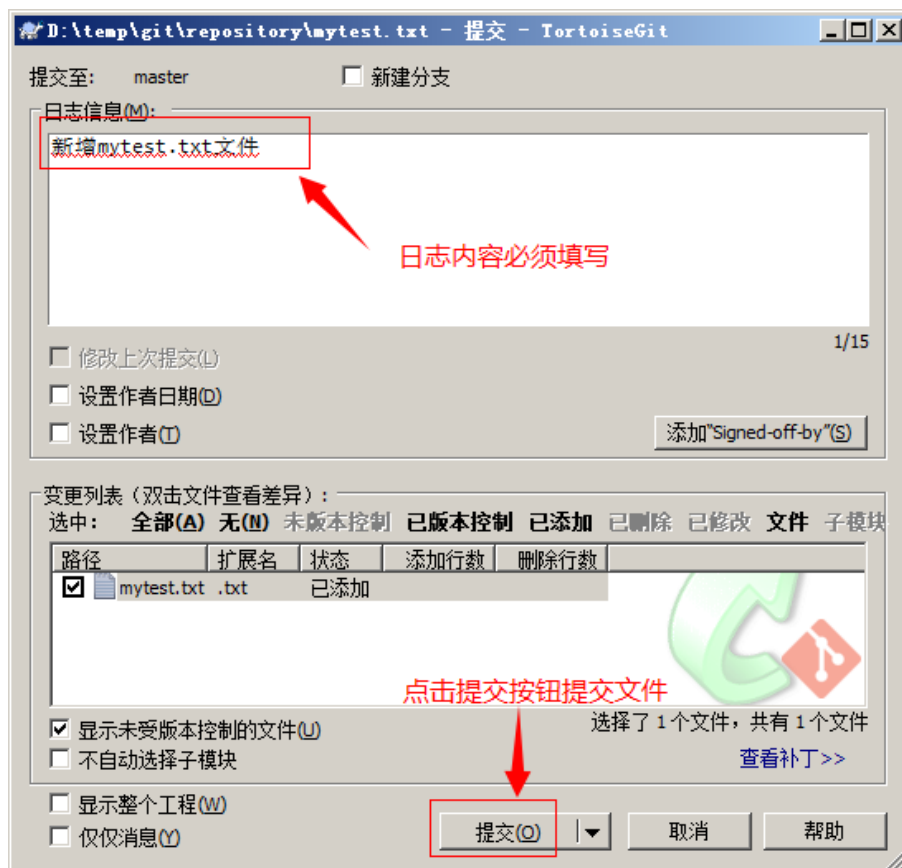 D:\temp\git\repository\mytest.txt - 提交 - TortoiseGit
提交至: master 新建分支
日志信息(M):
新增mytest.txt文件
日志内容必须填写
1/15
修改上次提交(L)
设置作者日期(D)
设置作者(T)
添加"Signed-off-by"(S)
变更列表（双击文件查看差异）:
选中: 全部(A) 无(N) 未版本控制 已版本控制 已添加 已删除 已修改 文件 子模块
路径 扩展名 状态 添加行数 删除行数
mytest.txt .txt 已添加
点击提交按钮提交文件
显示未受版本控制的文件(U)
选择了1个文件，共有1个文件
不自动选择子模块
查看补丁>>
显示整个工程(W)
仅仅消息(Y)
提交(O) 取消 帮助